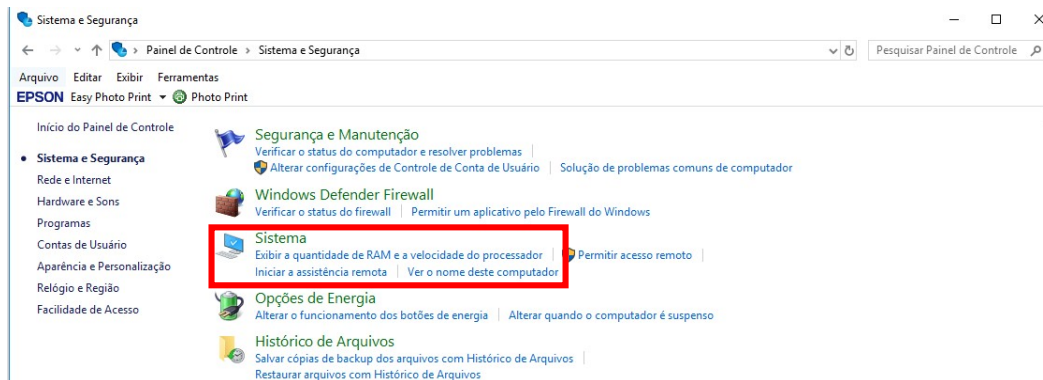 Sistema e Segurança
Painel de Controle > Sistema e Segurança
Pesquisar Painel de Controle
Arquivo Editar Exibir Ferramentas
EPSON Easy Photo Print Photo Print
Início do Painel de Controle
Sistema e Segurança
Rede e Internet
Hardware e Sons
Programas
Contas de Usuário
Aparência e Personalização
Relógio e Região
Facilidade de Acesso
Segurança e Manutenção
Verificar o status do computador e resolver problemas
Alterar configurações de Controle de Conta de Usuário Solução de problemas comuns de computador
Windows Defender Firewall
Verificar o status do firewall Permitir um aplicativo pelo Firewall do Windows
Sistema
Exibir a quantidade de RAM e a velocidade do processador Permitir acesso remoto
Iniciar a assistência remota Ver o nome deste computador
Opções de Energia
Alterar o funcionamento dos botões de energia Alterar quando o computador é suspenso
Histórico de Arquivos
Salvar cópias de backup dos arquivos com Histórico de Arquivos
Restaurar arquivos com Histórico de Arquivos